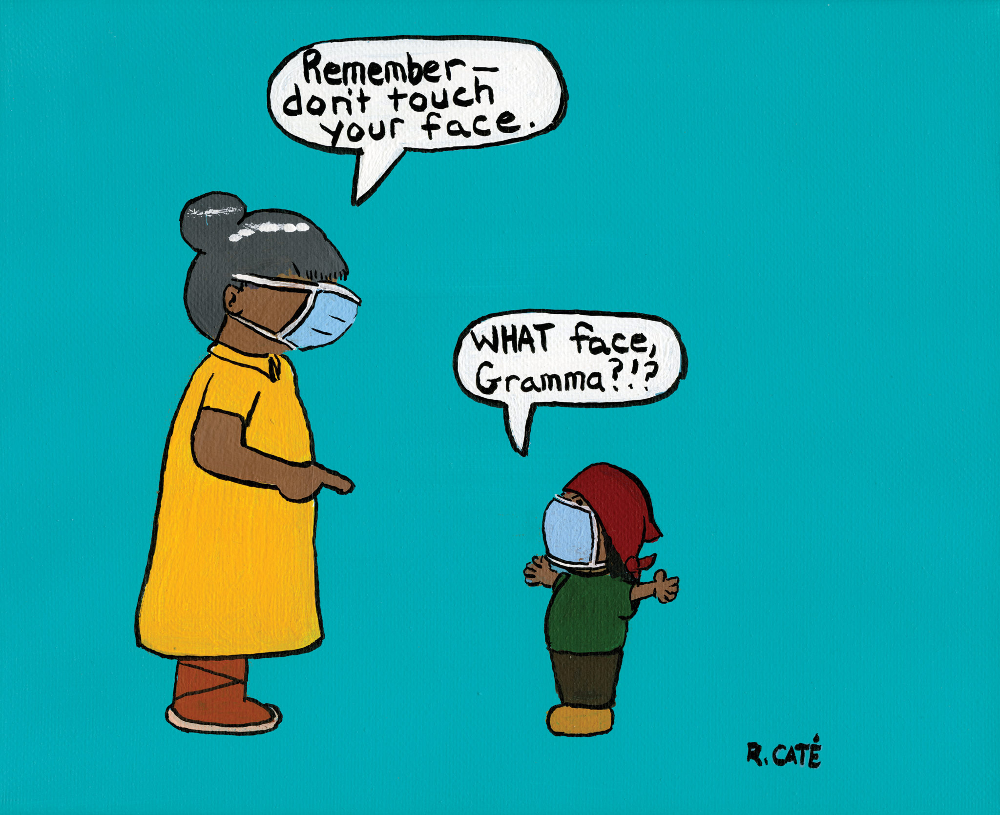 Remember—
don't touch
your face.
WHAT face,
Gramma?!?
R. CATÉ